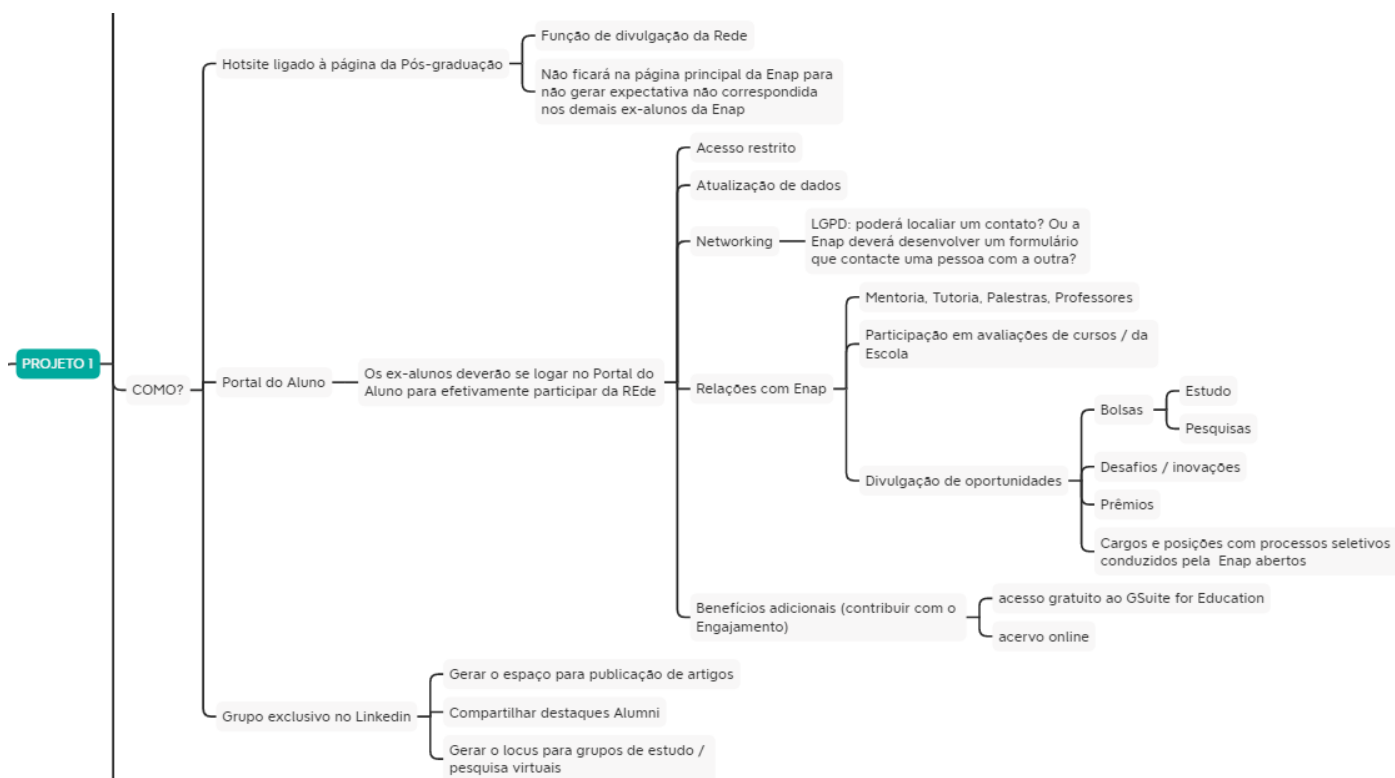 PROJETO 1
COMO?
Hotsite ligado à página da Pós-graduação
Função de divulgação da Rede
Não ficará na página principal da Enap para
não gerar expectativa não correspondida
nos demais ex-alunos da Enap
Portal do Aluno
Os ex-alunos deverão se logar no Portal do
Aluno para efetivamente participar da REde
Acesso restrito
Atualização de dados
Networking
LGPD: poderá localiar um contato? Ou a
Enap deverá desenvolver um formulário
que contacte uma pessoa com a outra?
Relações com Enap
Mentoria, Tutoria, Palestras, Professores
Participação em avaliações de cursos / da
Escola
Divulgação de oportunidades
Bolsas
Estudo
Pesquisas
Desafios / inovações
Prêmios
Cargos e posições com processos seletivos
conduzidos pela  Enap abertos
Benefícios adicionais (contribuir com o
Engajamento)
acesso gratuito ao GSuite for Education
acervo online
Grupo exclusivo no Linkedin
Gerar o espaço para publicação de artigos
Compartilhar destaques Alumni
Gerar o locus para grupos de estudo /
pesquisa virtuais